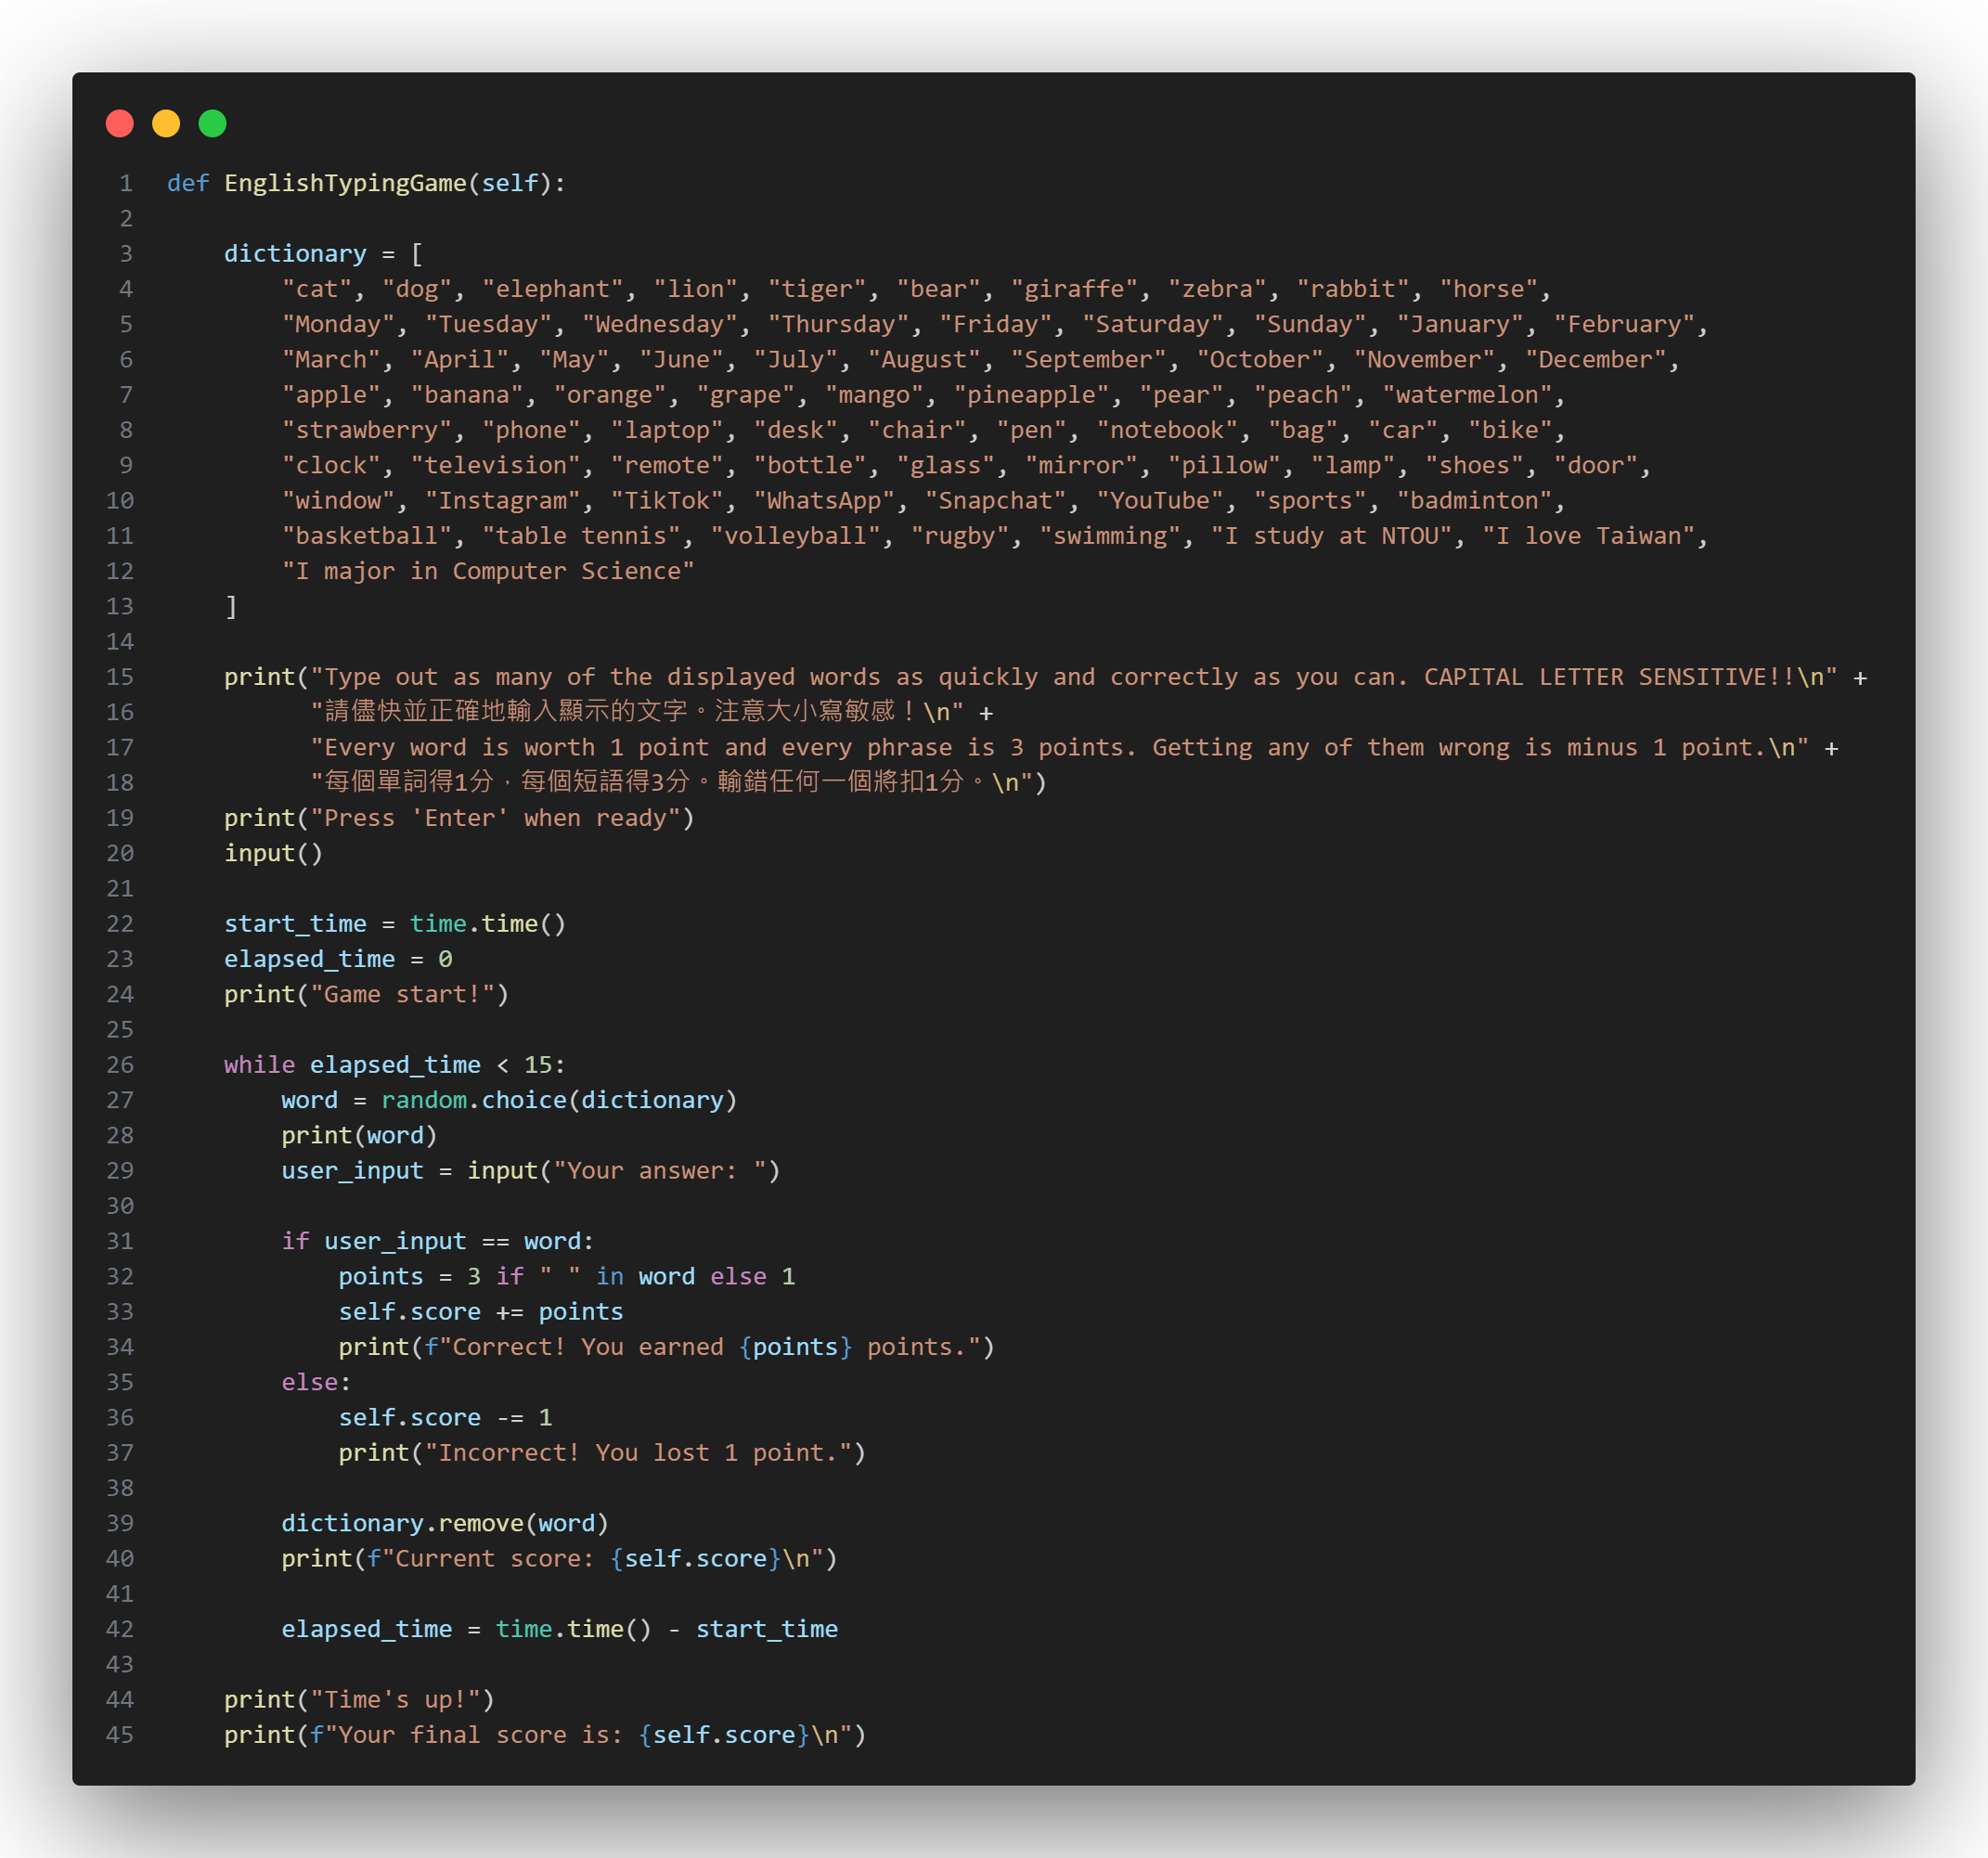 1 def EnglishTypingGame(self):
2
3     dictionary = [
4         "cat", "dog", "elephant", "lion", "tiger", "bear", "giraffe", "zebra", "rabbit", "horse",
5         "Monday", "Tuesday", "Wednesday", "Thursday", "Friday", "Saturday", "Sunday", "January", "February",
6         "March", "April", "May", "June", "July", "August", "September", "October", "November", "December",
7         "apple", "banana", "orange", "grape", "mango", "pineapple", "pear", "peach", "watermelon",
8         "strawberry", "phone", "laptop", "desk", "chair", "pen", "notebook", "bag", "car", "bike",
9         "clock", "television", "remote", "bottle", "glass", "mirror", "pillow", "lamp", "shoes", "door",
10         "window", "Instagram", "TikTok", "WhatsApp", "Snapchat", "YouTube", "sports", "badminton",
11         "basketball", "table tennis", "volleyball", "rugby", "swimming", "I study at NTOU", "I love Taiwan",
12         "I major in Computer Science"
13     ]
14
15     print("Type out as many of the displayed words as quickly and correctly as you can. CAPITAL LETTER SENSITIVE!!\n" +
16           "請儘快並正確地輸入顯示的文字。注意大小寫敏感！\n" +
17           "Every word is worth 1 point and every phrase is 3 points. Getting any of them wrong is minus 1 point.\n" +
18           "每個單詞得1分，每個短語得3分。輸錯任何一個將扣1分。\n")
19     print("Press 'Enter' when ready")
20     input()
21
22     start_time = time.time()
23     elapsed_time = 0
24     print("Game start!")
25
26     while elapsed_time < 15:
27         word = random.choice(dictionary)
28         print(word)
29         user_input = input("Your answer: ")
30
31         if user_input == word:
32             points = 3 if " " in word else 1
33             self.score += points
34             print(f"Correct! You earned {points} points.")
35         else:
36             self.score -= 1
37             print("Incorrect! You lost 1 point.")
38
39         dictionary.remove(word)
40         print(f"Current score: {self.score}\n")
41
42         elapsed_time = time.time() - start_time
43
44     print("Time's up!")
45     print(f"Your final score is: {self.score}\n")